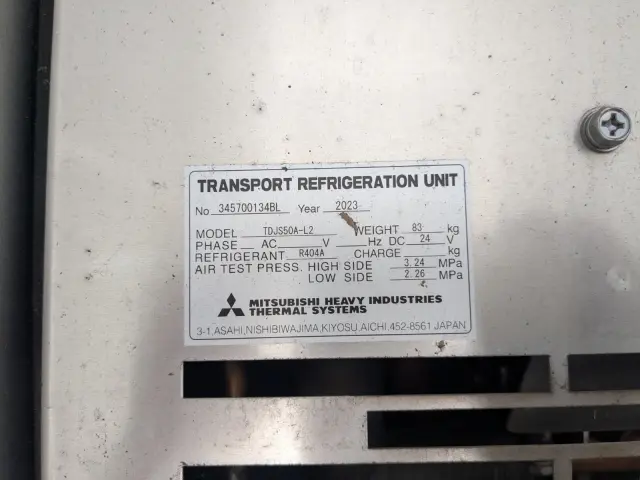 TRANSPORT REFRIGERATION UNIT
No 345700134BL Year 2023
MODEL TDJS50A-L2 WEIGHT 83 kg
PHASE AC V Hz DC 24 V
REFRIGERANT R404A CHARGE kg
AIR TEST PRESS. HIGH SIDE 3.24 MPa
LOW SIDE 2.26 MPa
MITSUBISHI HEAVY INDUSTRIES
THERMAL SYSTEMS
3-1, ASAHI, NISHIBIWAJIMA, KIYOSU, AICHI, 452-8561 JAPAN